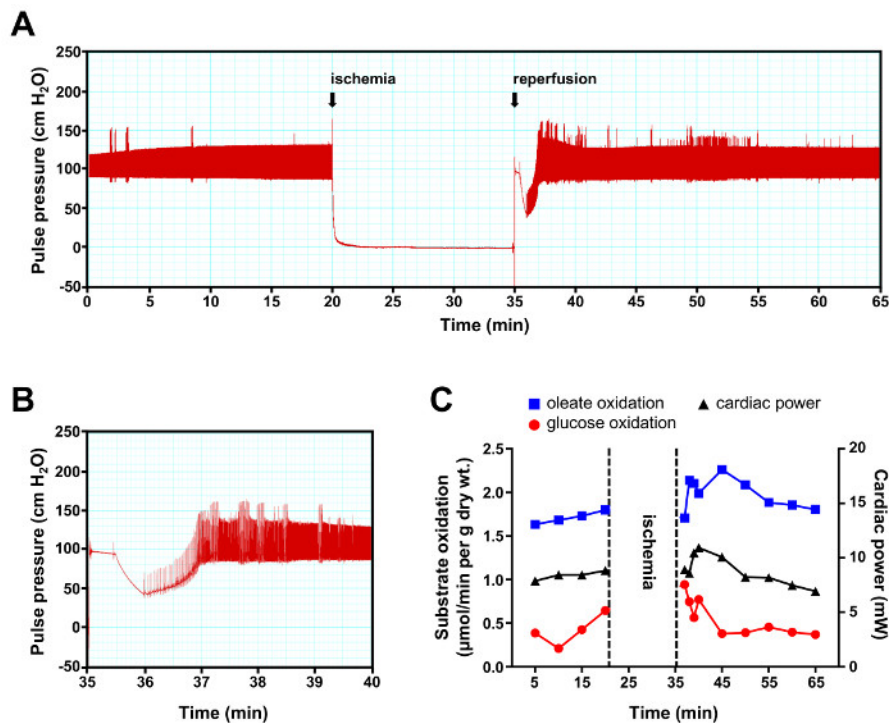 A
Pulse pressure (cm H₂O)
250
200
150
100
50
0
-50
ischemia
reperfusion
0 5 10 15 20 25 30 35 40 45 50 55 60 65
Time (min)
B
Pulse pressure (cm H₂O)
250
200
150
100
50
0
-50
35 36 37 38 39 40
Time (min)
C
oleate oxidation
cardiac power
glucose oxidation
Substrate oxidation
(µmol/min per g dry wt.)
2.5
2.0
1.5
1.0
0.5
0.0
ischemia
20
15
10
5
0
Cardiac power
(mW)
5 15 25 35 45 55 65
Time (min)